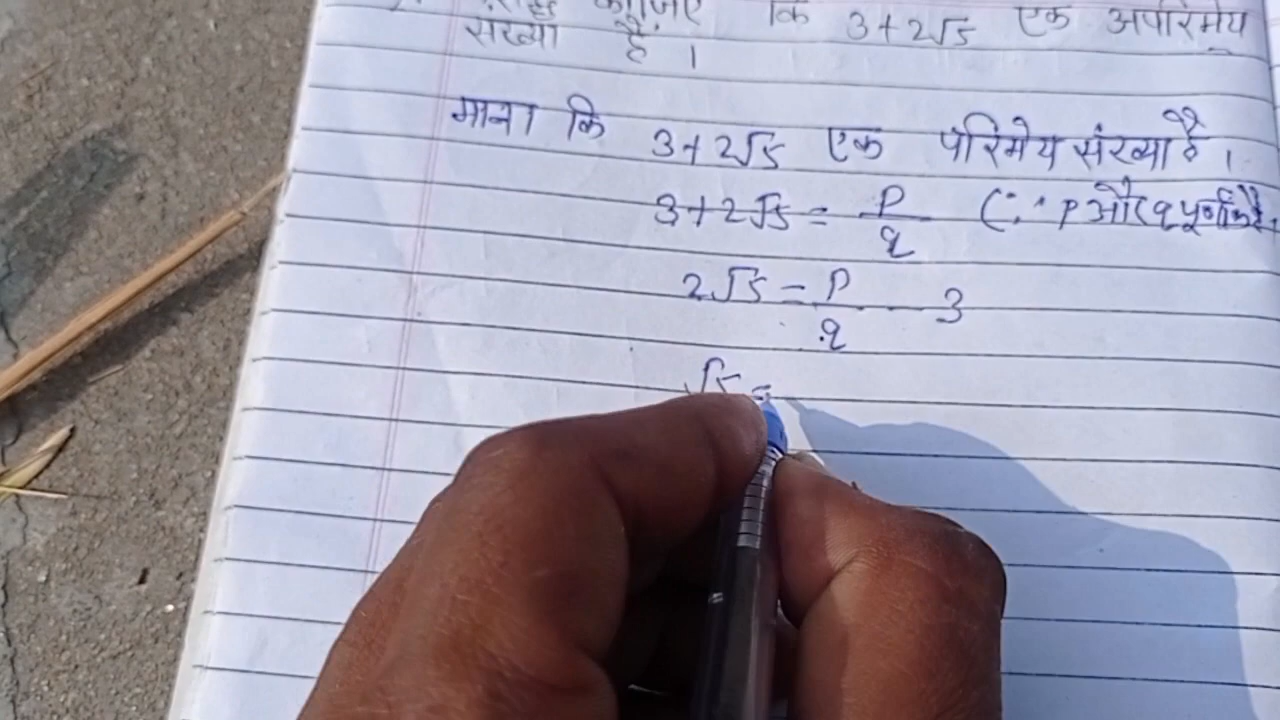 कि 3+2√5 एक अपरिमेय
संख्या है ।
माना कि 3+2√5 एक परिमेय संख्या है ।
3+2√5 = p/q (∵ p और q पूर्णांक है
2√5 = p/q - 3
√5 =